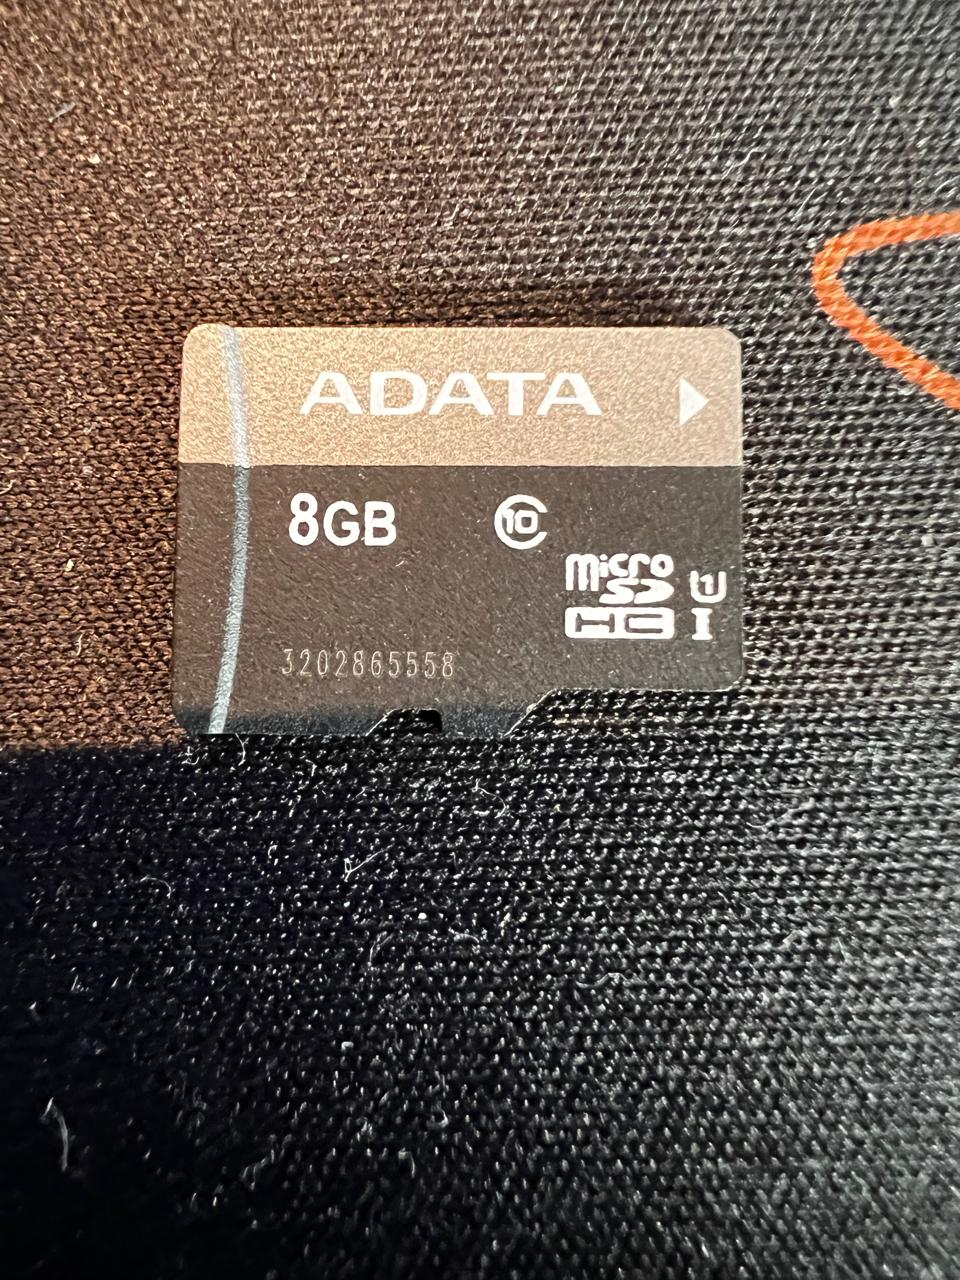 ADATA
8GB
10
micro
SD
HC
U1
I
3202865558